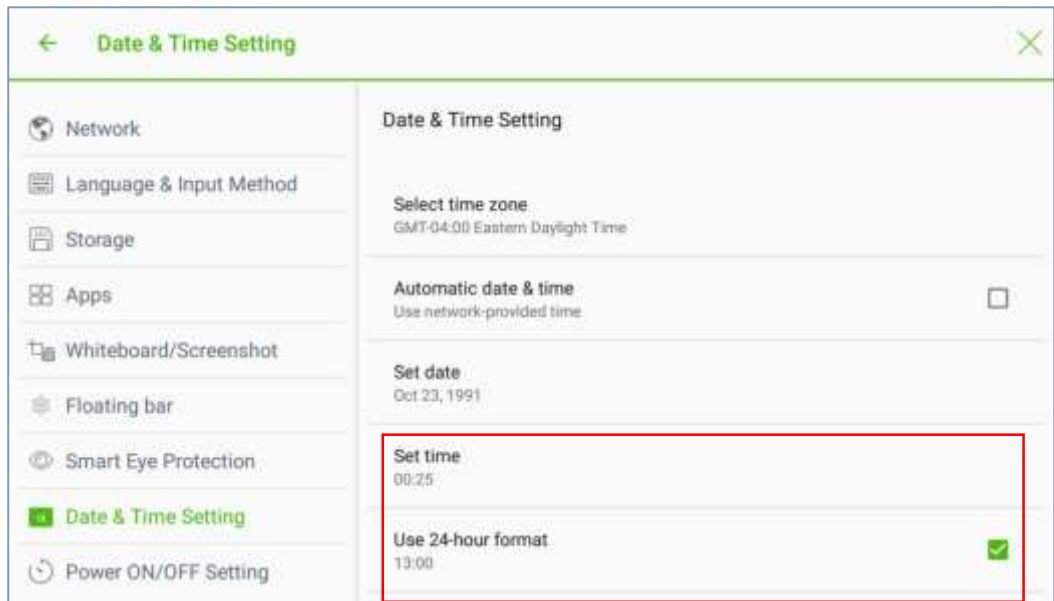 Date & Time Setting
Network
Language & Input Method
Storage
Apps
Whiteboard/Screenshot
Floating bar
Smart Eye Protection
Date & Time Setting
Power ON/OFF Setting
Date & Time Setting
Select time zone
GMT-04:00 Eastern Daylight Time
Automatic date & time
Use network-provided time
Set date
Oct 23, 1991
Set time
00:25
Use 24-hour format
13:00